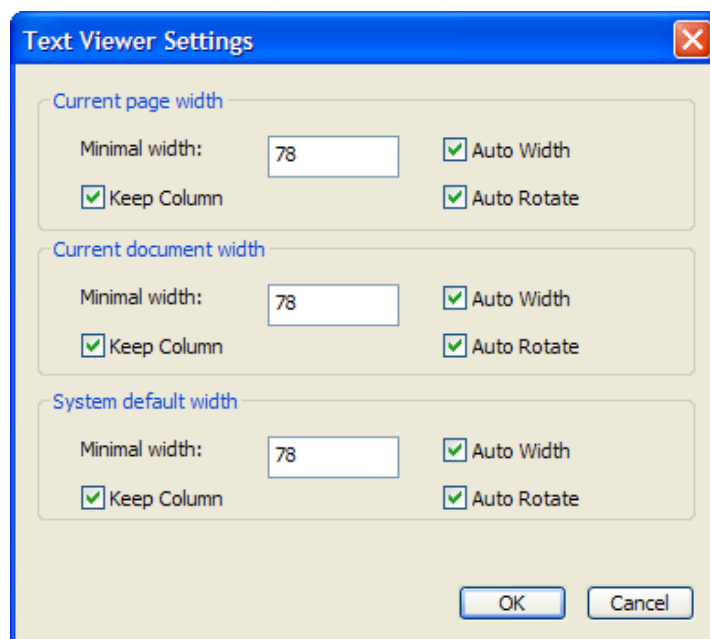 Text Viewer Settings
Current page width
Minimal width: 78 Auto Width
Keep Column Auto Rotate
Current document width
Minimal width: 78 Auto Width
Keep Column Auto Rotate
System default width
Minimal width: 78 Auto Width
Keep Column Auto Rotate
OK Cancel